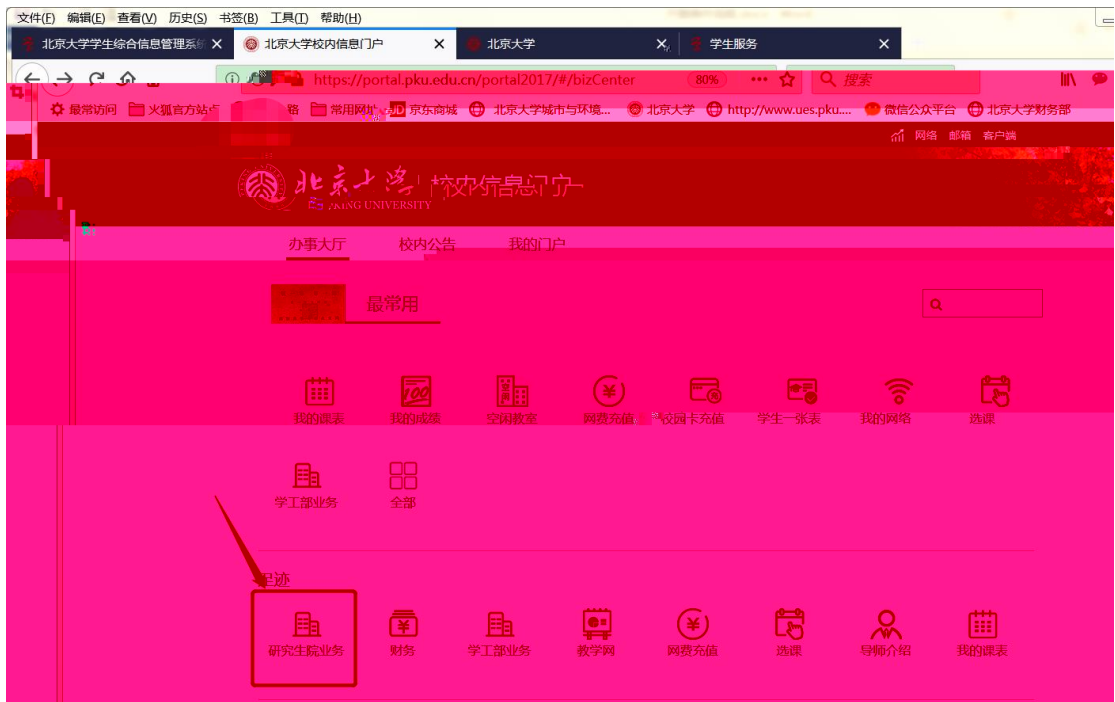 文件(F) 编辑(E) 查看(V) 历史(S) 书签(B) 工具(T) 帮助(H)
北京大学学生综合信息管理系统 北京大学校内信息门户 北京大学 学生服务
https://portal.pku.edu.cn/portal2017/#/bizCenter 80% 搜索
最常访问 火狐官方站点 常用网址 JD 京东商城 北京大学城市与环境... 北京大学 http://www.ues.pku.... 微信公众平台 北京大学财务部
网络 邮箱 客户端
北京大学 校内信息门户
PEKING UNIVERSITY
办事大厅 校内公告 我的门户
最常用
我的课表 我的成绩 空闲教室 网费充值 校园卡充值 学生一张表 我的网络 选课
学工部业务 全部
足迹
研究生院业务 财务 学工部业务 教学网 网费充值 选课 导师介绍 我的课表